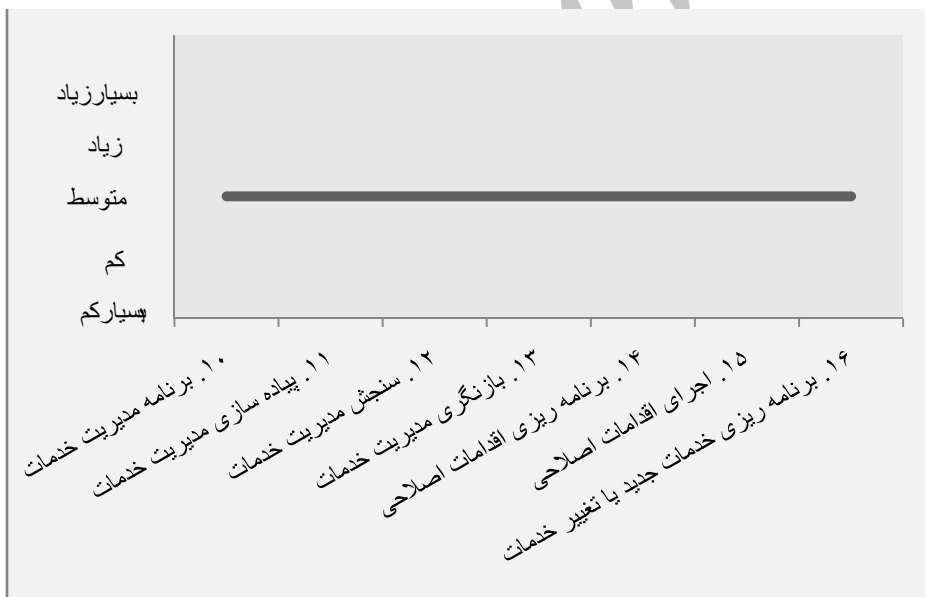 بسیارزیاد
زیاد
متوسط
کم
بسیارکم
۱۰. برنامه مدیریت خدمات
۱۱. پیاده سازی مدیریت خدمات
۱۲. سنجش مدیریت خدمات
۱۳. بازنگری مدیریت خدمات
۱۴. برنامه ریزی اقدامات اصلاحی
۱۵. اجرای اقدامات اصلاحی
۱۶. برنامه ریزی خدمات جدید یا تغییر خدمات